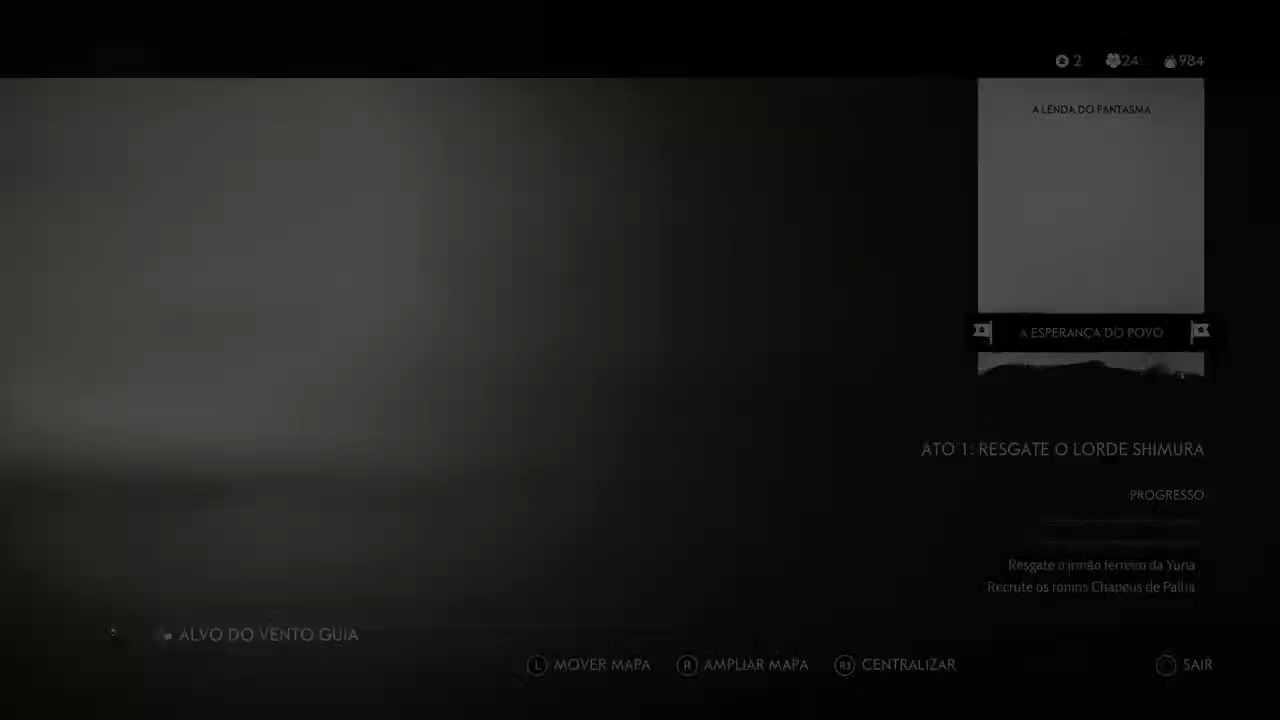 2 24 984
A LENDA DO FANTASMA
A ESPERANÇA DO POVO
ATO 1: RESGATE O LORDE SHIMURA
PROGRESSO
Resgate o irmão ferreiro da Yuna
Recrute os ronins Chapéus de Palha
ALVO DO VENTO GUIA
L MOVER MAPA R AMPLIAR MAPA R3 CENTRALIZAR SAIR